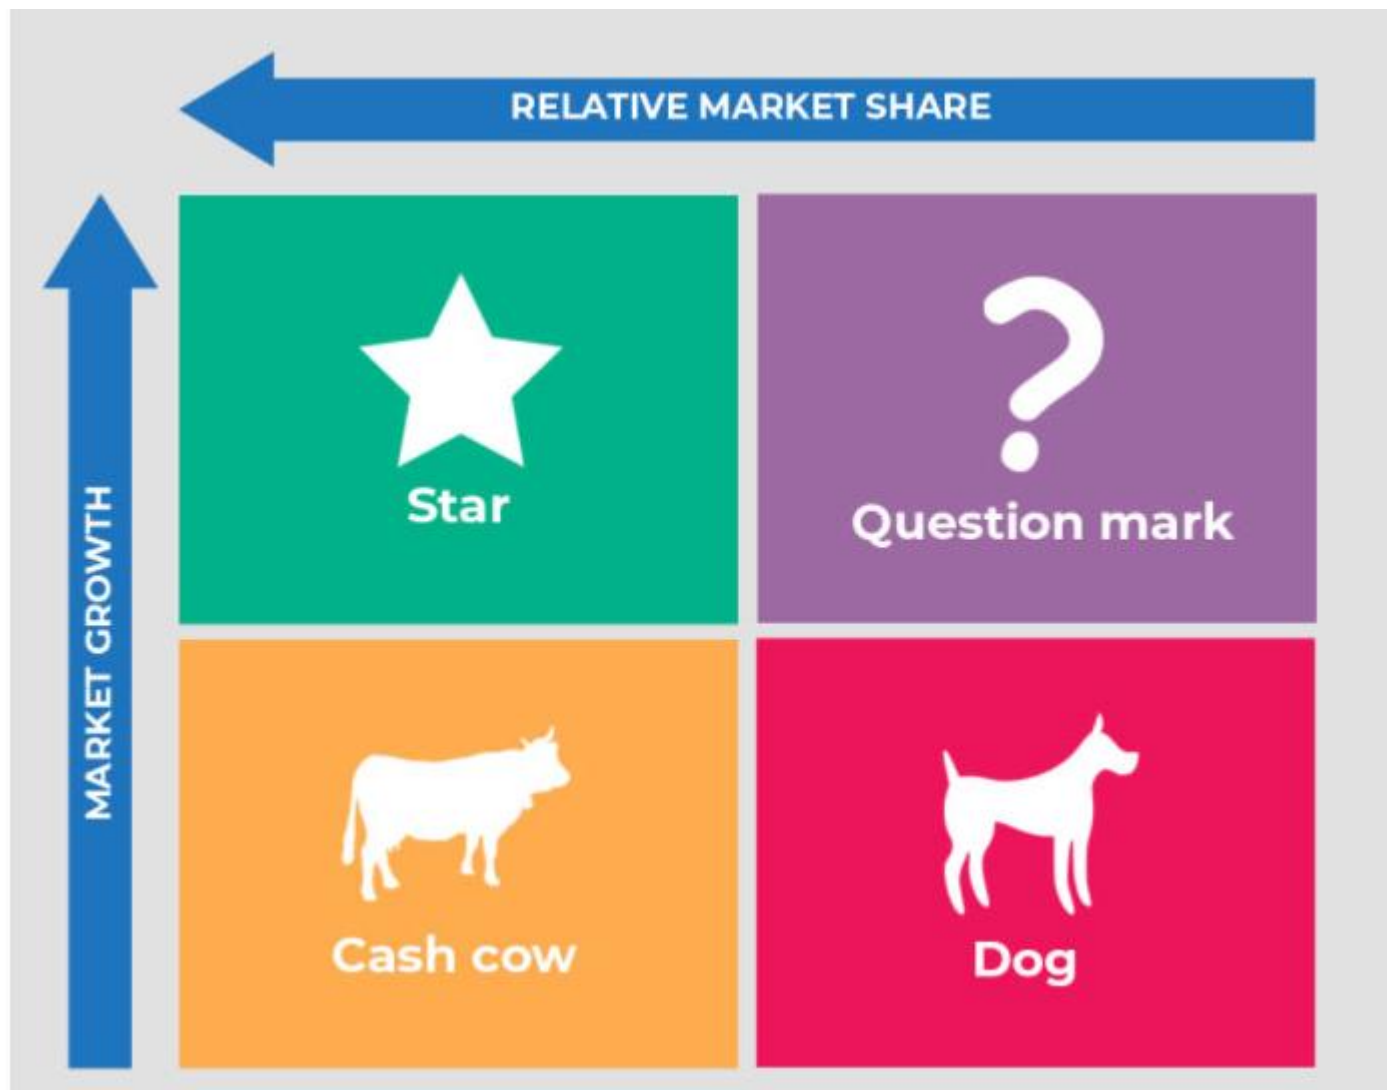 RELATIVE MARKET SHARE
MARKET GROWTH
Star
?
Question mark
Cash cow
Dog